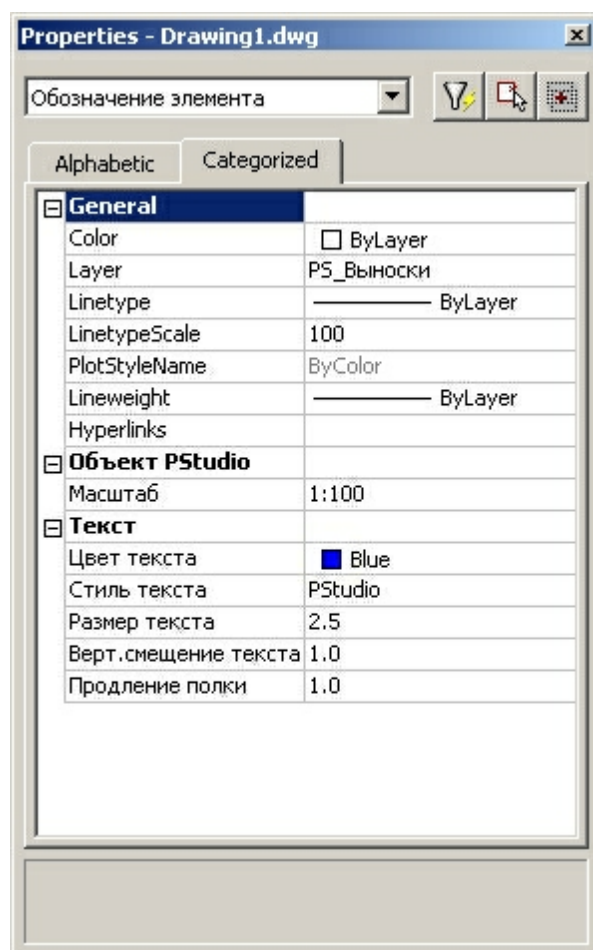 Properties - Drawing1.dwg
Обозначение элемента
Alphabetic Categorized
General
Color ByLayer
Layer PS_Выноски
Linetype ByLayer
LinetypeScale 100
PlotStyleName ByColor
Lineweight ByLayer
Hyperlinks
Объект PStudio
Масштаб 1:100
Текст
Цвет текста Blue
Стиль текста PStudio
Размер текста 2.5
Верт.смещение текста 1.0
Продление полки 1.0